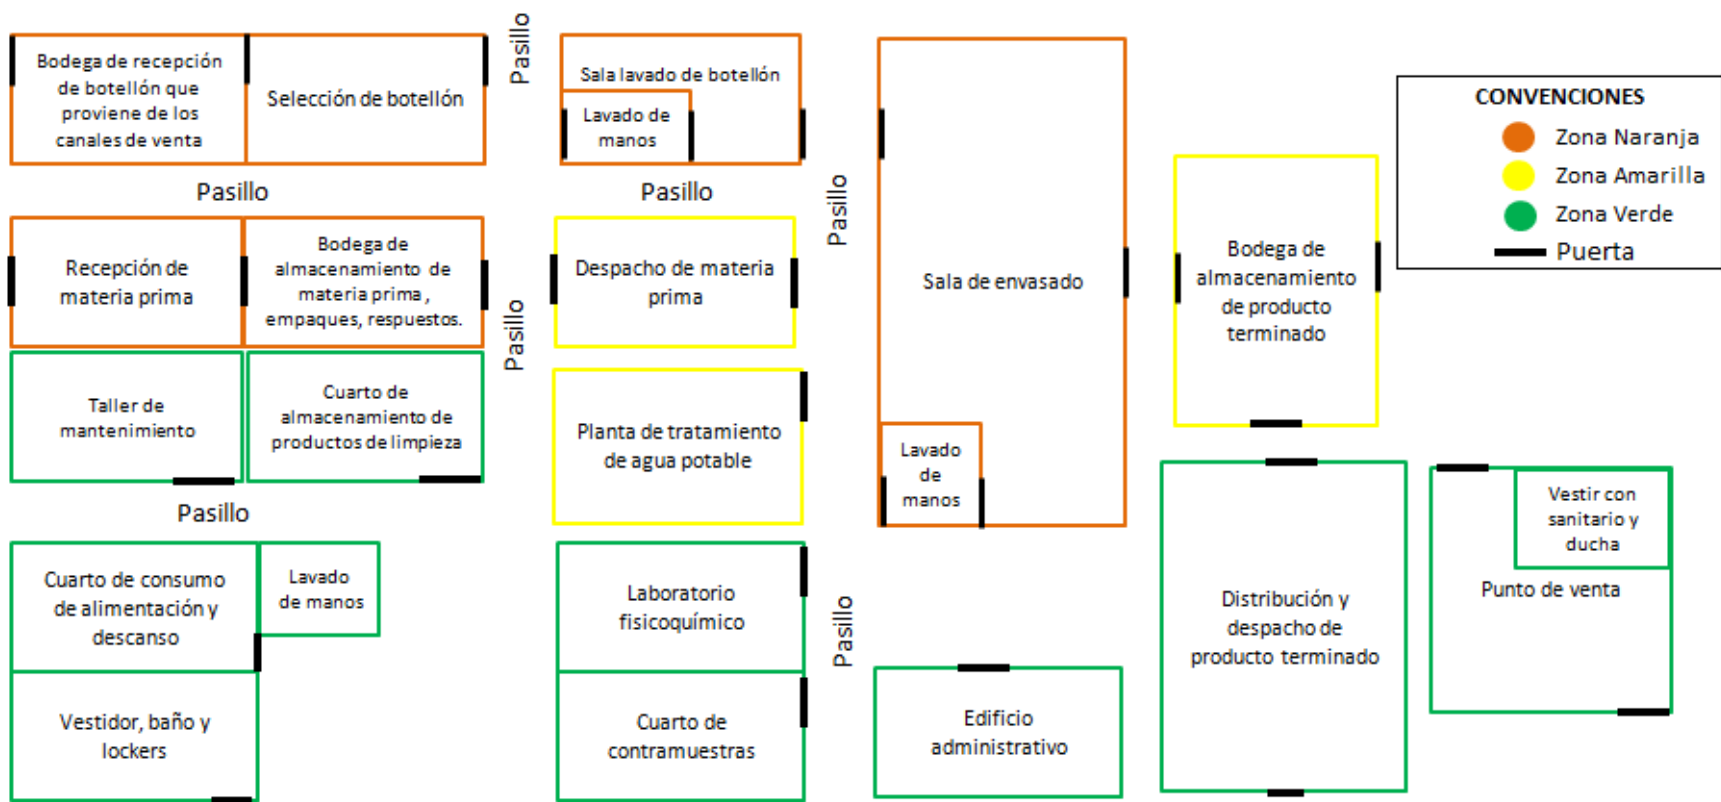 Bodega de recepción
de botellón que
proviene de los
canales de venta
Selección de botellón
Pasillo
Sala lavado de botellón
Lavado de
manos
Pasillo
Pasillo
Pasillo
Recepción de
materia prima
Bodega de
almacenamiento de
materia prima,
empaques, respuestos.
Pasillo
Despacho de materia
prima
Sala de envasado
Lavado
de
manos
Bodega de
almacenamiento
de producto
terminado
CONVENCIONES
Zona Naranja
Zona Amarilla
Zona Verde
Puerta
Taller de
mantenimiento
Cuarto de
almacenamiento de
productos de limpieza
Planta de tratamiento
de agua potable
Pasillo
Cuarto de consumo
de alimentación y
descanso
Lavado
de manos
Vestidor, baño y
lockers
Laboratorio
fisicoquímico
Cuarto de
contramuestras
Pasillo
Edificio
administrativo
Distribución y
despacho de
producto terminado
Vestir con
sanitario y
ducha
Punto de venta